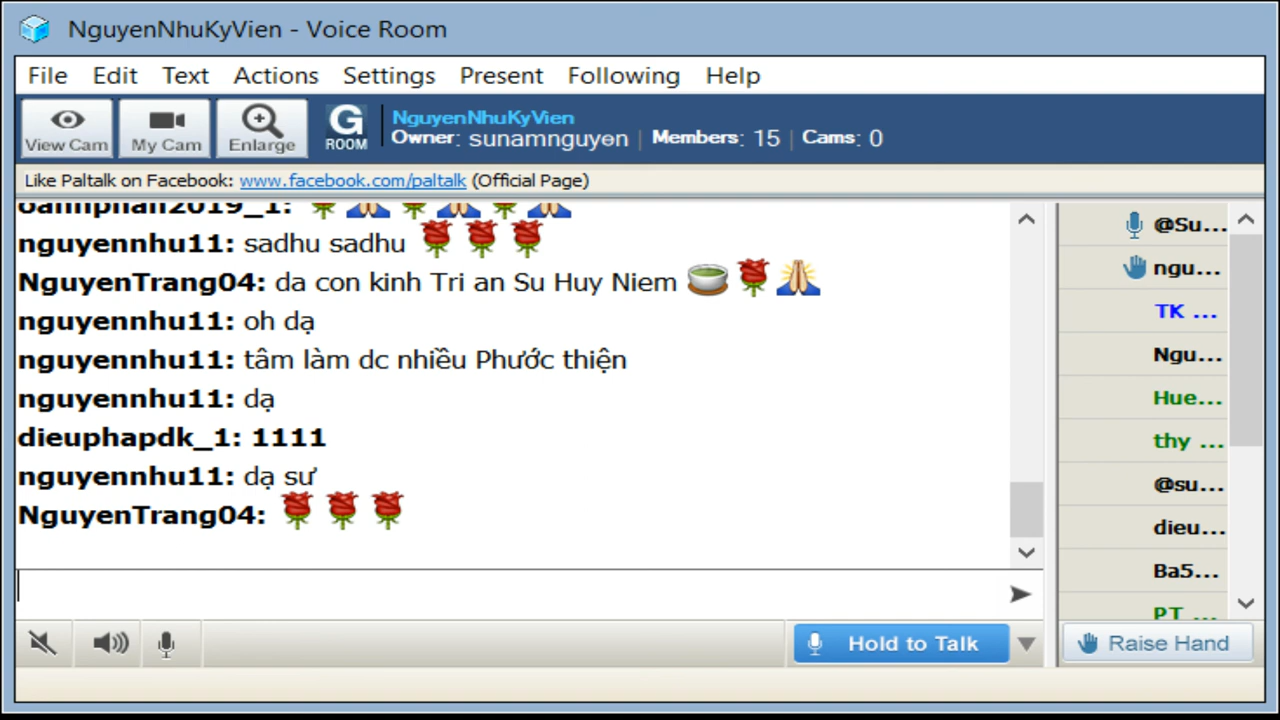 NguyenNhuKyVien - Voice Room
File Edit Text Actions Settings Present Following Help
View Cam My Cam Enlarge G ROOM
NguyenNhuKyVien
Owner: sunamnguyen | Members: 15 | Cams: 0
Like Paltalk on Facebook: www.facebook.com/paltalk (Official Page)
oanhphan2019_1:
nguyennhu11: sadhu sadhu
NguyenTrang04: da con kinh Tri an Su Huy Niem
nguyennhu11: oh dạ
nguyennhu11: tâm làm dc nhiều Phước thiện
nguyennhu11: dạ
dieuphapdk_1: 1111
nguyennhu11: dạ sư
NguyenTrang04:
@Su...
ngu...
TK ...
Ngu...
Hue...
thy ...
@su...
dieu...
Ba5...
PT ...
Hold to Talk
Raise Hand